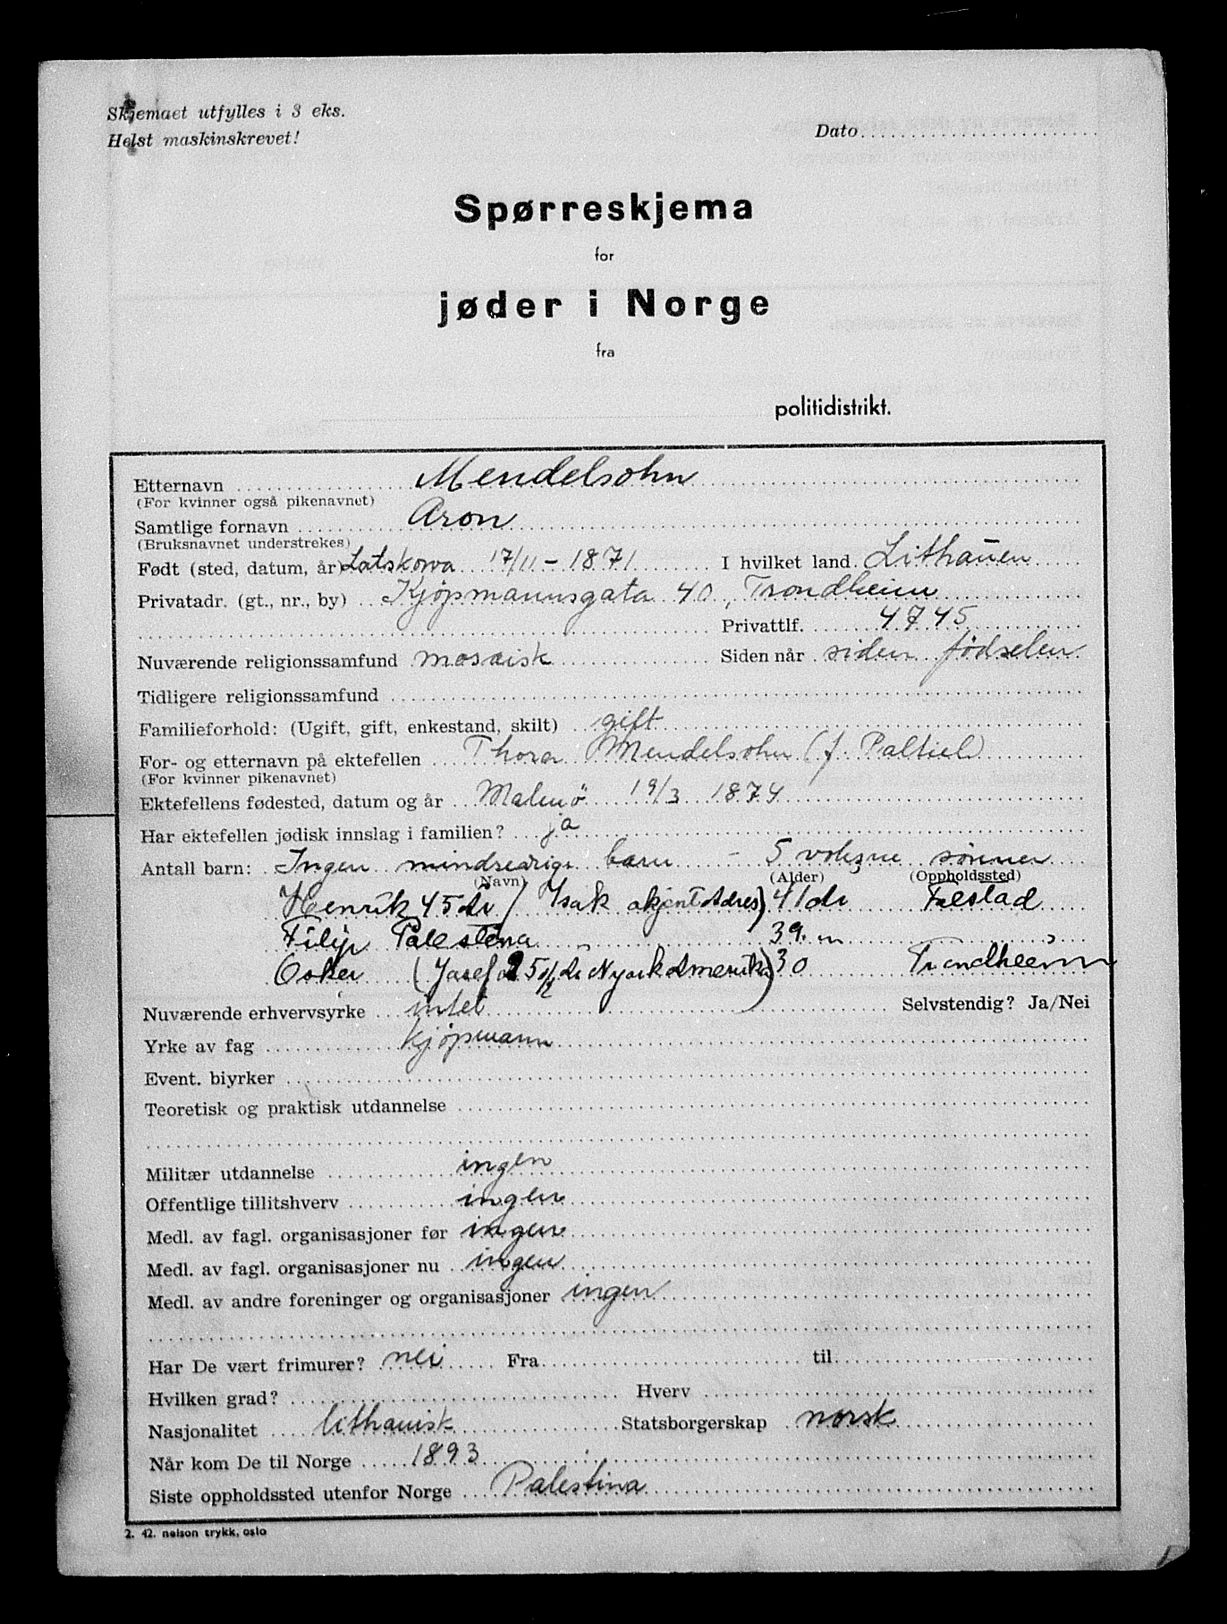 Skjemaet utfylles i 3 eks.
Helst maskinskrevet!
Dato
Spørreskjema
for
jøder i Norge
fra
politidistrikt.
Etternavn Mendelsohn
(For kvinner også pikenavnet)
Samtlige fornavn Aron
(Bruksnavnet understrekes)
Født (sted, datum, år) Latskowa 17/11 - 1871 I hvilket land Lithauen
Privatadr. (gt., nr., by) Kjøpmannsgata 40, Trondheim
Privattlf. 4745
Nuværende religionssamfund mosaisk Siden når siden fødselen
Tidligere religionssamfund
Familieforhold: (Ugift, gift, enkestand, skilt) gift
For- og etternavn på ektefellen Thora Mendelsohn (f. Paltiel)
(For kvinner pikenavnet)
Ektefellens fødested, datum og år Malmö 19/3 1874
Har ektefellen jødisk innslag i familien? ja
Antall barn: Ingen mindreårige barn - 5 voksne sønner
(Navn) (Alder) (Oppholdssted)
Henrik 45 år / Isak ukjent Adres) 41 år Falstad
Filip Palestina " 39 "
Oskar (Josef 25 1/2 år Nyork Amerika) 30 Trondheim
Nuværende erhvervsyrke intet Selvstendig? Ja/Nei
Yrke av fag kjøpmann
Event. biyrker
Teoretisk og praktisk utdannelse
Militær utdannelse ingen
Offentlige tillitshverv ingen
Medl. av fagl. organisasjoner før ingen
Medl. av fagl. organisasjoner nu ingen
Medl. av andre foreninger og organisasjoner ingen
Har De vært frimurer? nei Fra til
Hvilken grad? Hverv
Nasjonalitet lithauisk Statsborgerskap norsk
Når kom De til Norge 1893
Siste oppholdssted utenfor Norge Palestina
2. 42. nelson trykk, oslo